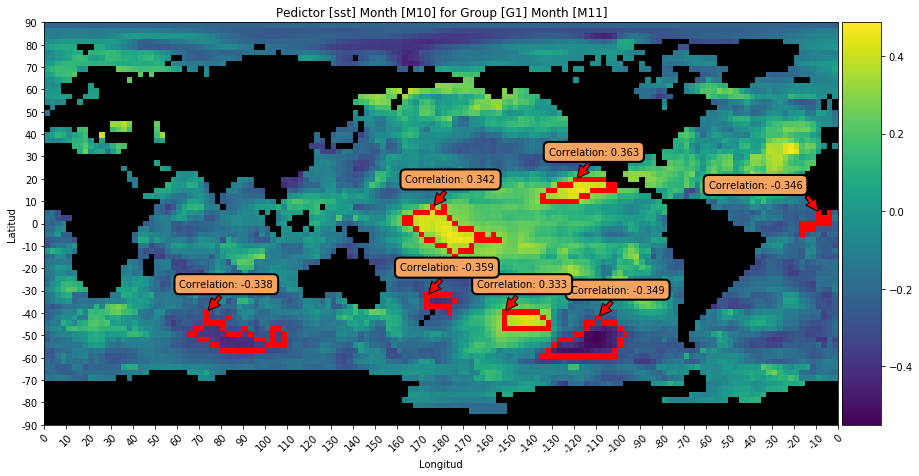 Pedictor [sst] Month [M10] for Group [G1] Month [M11]
90
80
70
60
50
40
30
20
10
0
-10
-20
-30
-40
-50
-60
-70
-80
-90
Latitud
Correlation: 0.363
Correlation: 0.342
Correlation: -0.346
Correlation: -0.359
Correlation: -0.338
Correlation: 0.333
Correlation: -0.349
0.4
0.2
0.0
−0.2
−0.4
0 10 20 30 40 50 60 70 80 90 100 110 120 130 140 150 160 170 -180 -170 -160 -150 -140 -130 -120 -110 -100 -90 -80 -70 -60 -50 -40 -30 -20 -10 0
Longitud